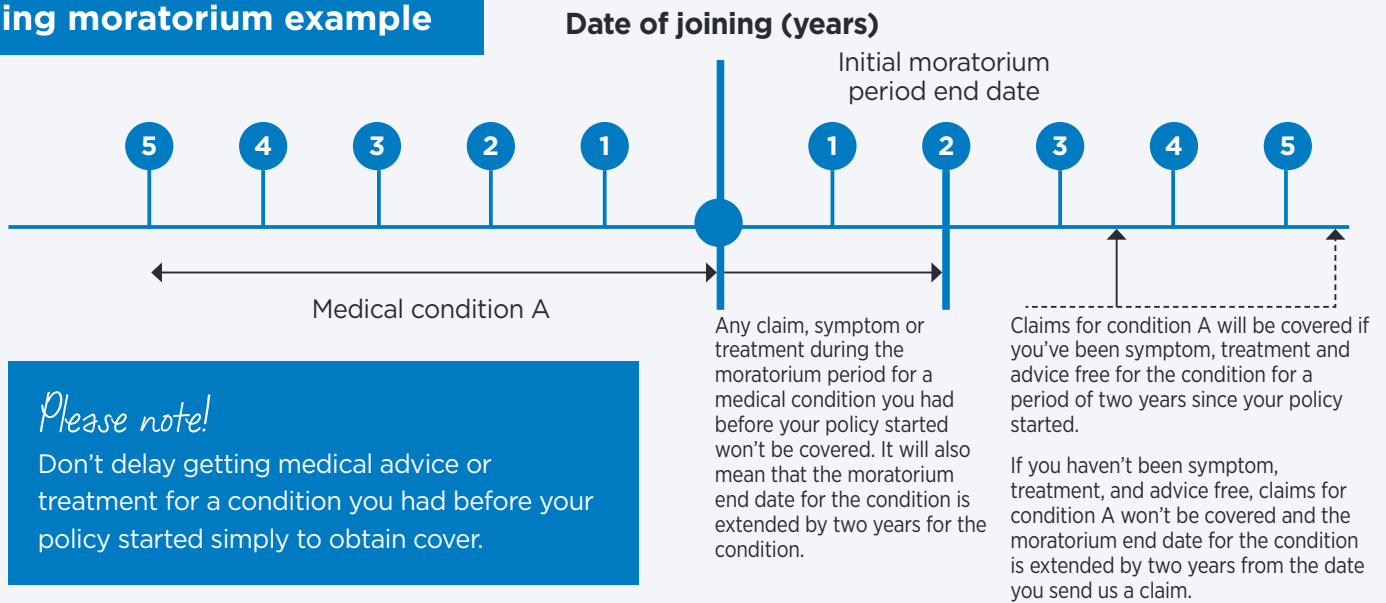 ing moratorium example
Date of joining (years)
Initial moratorium
period end date
5 4 3 2 1 1 2 3 4 5
Medical condition A
Any claim, symptom or
treatment during the
moratorium period for a
medical condition you had
before your policy started
won’t be covered. It will also
mean that the moratorium
end date for the condition is
extended by two years for the
condition.
Claims for condition A will be covered if
you’ve been symptom, treatment and
advice free for the condition for a
period of two years since your policy
started.
If you haven’t been symptom,
treatment, and advice free, claims for
condition A won’t be covered and the
moratorium end date for the condition
is extended by two years from the date
you send us a claim.
Please note!
Don’t delay getting medical advice or
treatment for a condition you had before your
policy started simply to obtain cover.